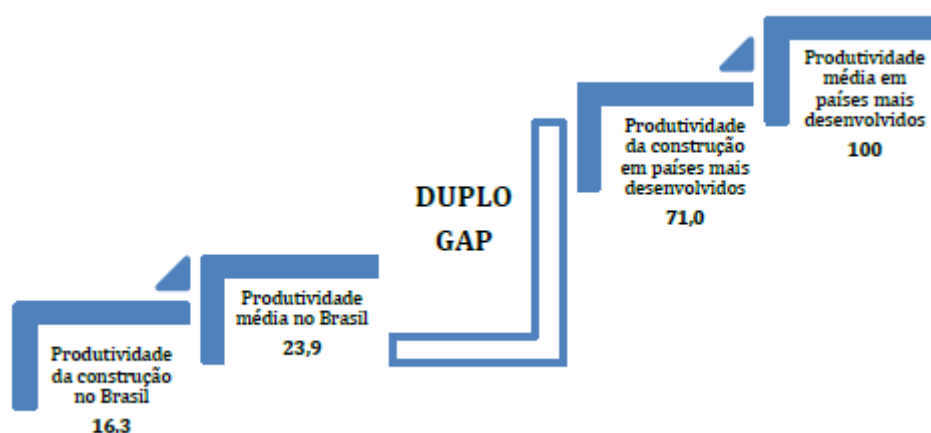 Produtividade
da construção
no Brasil
16,3
Produtividade
média no Brasil
23,9
DUPLO
GAP
Produtividade
da construção
em países mais
desenvolvidos
71,0
Produtividade
média em
países mais
desenvolvidos
100